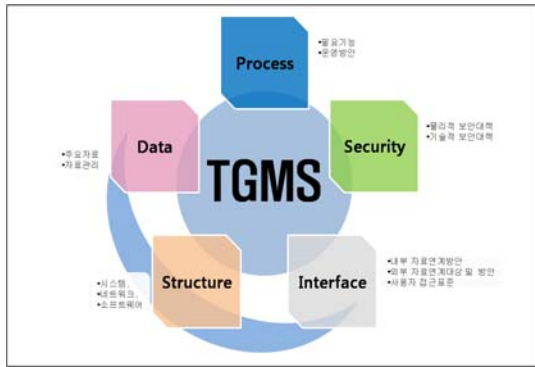 Process
•필요기능
•운영방안
Security
•물리적 보안대책
•기술적 보안대책
Data
•주요자료
•자료관리
TGMS
Structure
•시스템,
•네트워크,
•소프트웨어
Interface
•내부 자료연계방안
•외부 자료연계대상 및 방안
•사용자 접근표준